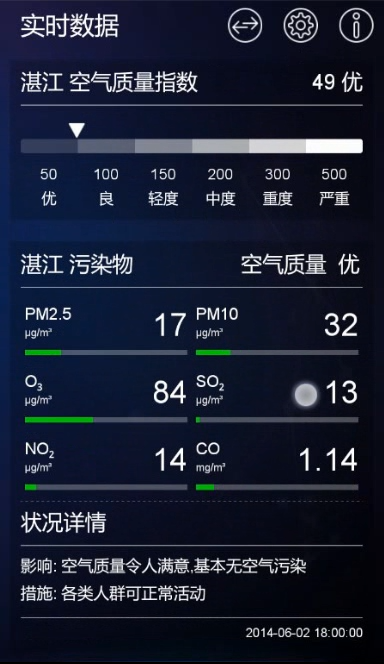 实时数据
湛江 空气质量指数 49 优
50 100 150 200 300 500
优 良 轻度 中度 重度 严重
湛江 污染物 空气质量 优
PM2.5 μg/m³ 17 PM10 μg/m³ 32
O₃ μg/m³ 84 SO₂ μg/m³ 13
NO₂ μg/m³ 14 CO mg/m³ 1.14
状况详情
影响: 空气质量令人满意,基本无空气污染
措施: 各类人群可正常活动
2014-06-02 18:00:00